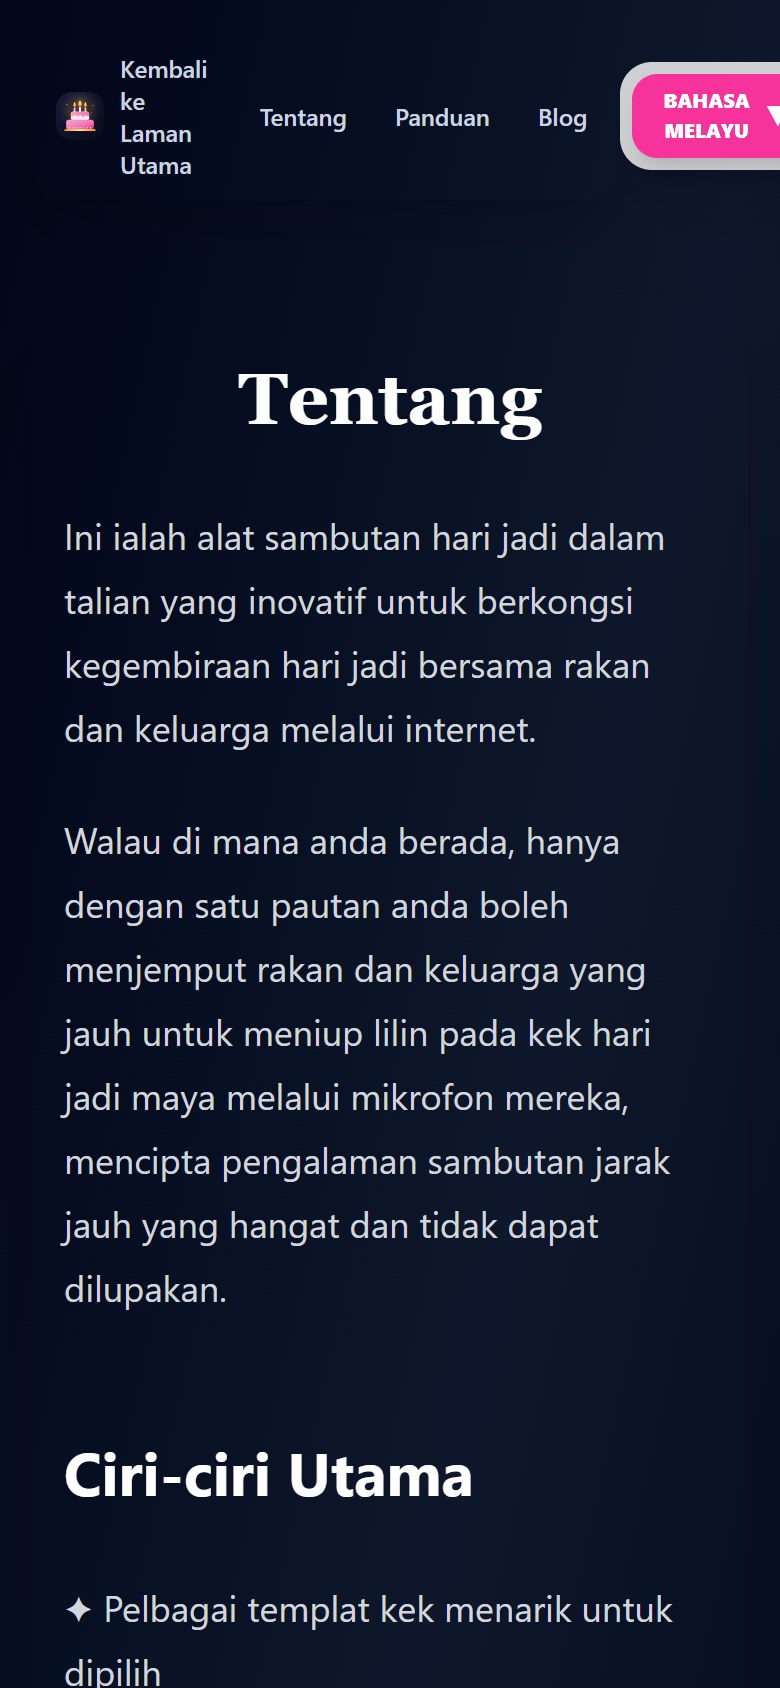 Kembali
ke
Laman
Utama
Tentang
Panduan
Blog
BAHASA
MELAYU
Tentang
Ini ialah alat sambutan hari jadi dalam
talian yang inovatif untuk berkongsi
kegembiraan hari jadi bersama rakan
dan keluarga melalui internet.
Walau di mana anda berada, hanya
dengan satu pautan anda boleh
menjemput rakan dan keluarga yang
jauh untuk meniup lilin pada kek hari
jadi maya melalui mikrofon mereka,
mencipta pengalaman sambutan jarak
jauh yang hangat dan tidak dapat
dilupakan.
Ciri-ciri Utama
✦ Pelbagai templat kek menarik untuk
dipilih